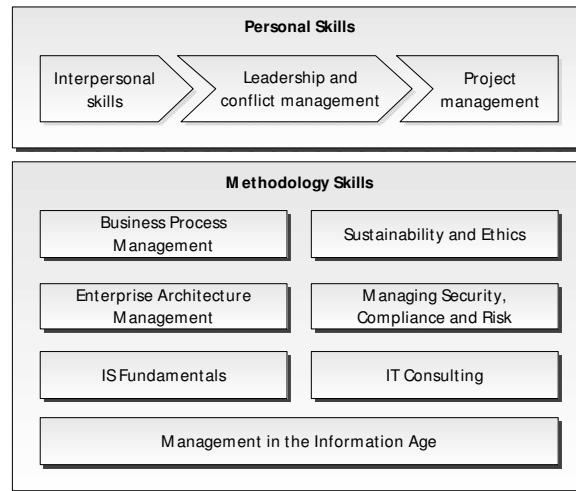 Personal Skills
Interpersonal
skills
Leadership and
conflict management
Project
management
Methodology Skills
Business Process
Management
Sustainability and Ethics
Enterprise Architecture
Management
Managing Security,
Compliance and Risk
IS Fundamentals
IT Consulting
Management in the Information Age